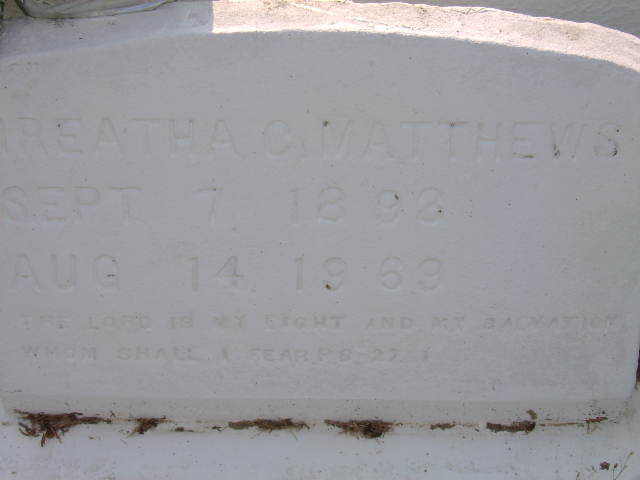 MREATHA C. MATTHEWS
SEPT 7 1898
AUG 14 1969
THE LORD IS MY LIGHT AND MY SALVATION
WHOM SHALL I FEAR PS 27 1